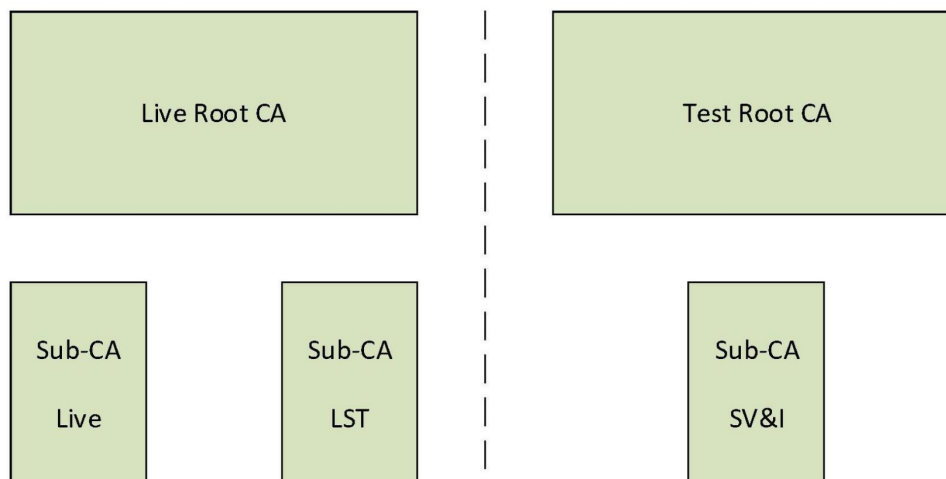 Live Root CA
Test Root CA
Sub-CA
Live
Sub-CA
LST
Sub-CA
SV&I